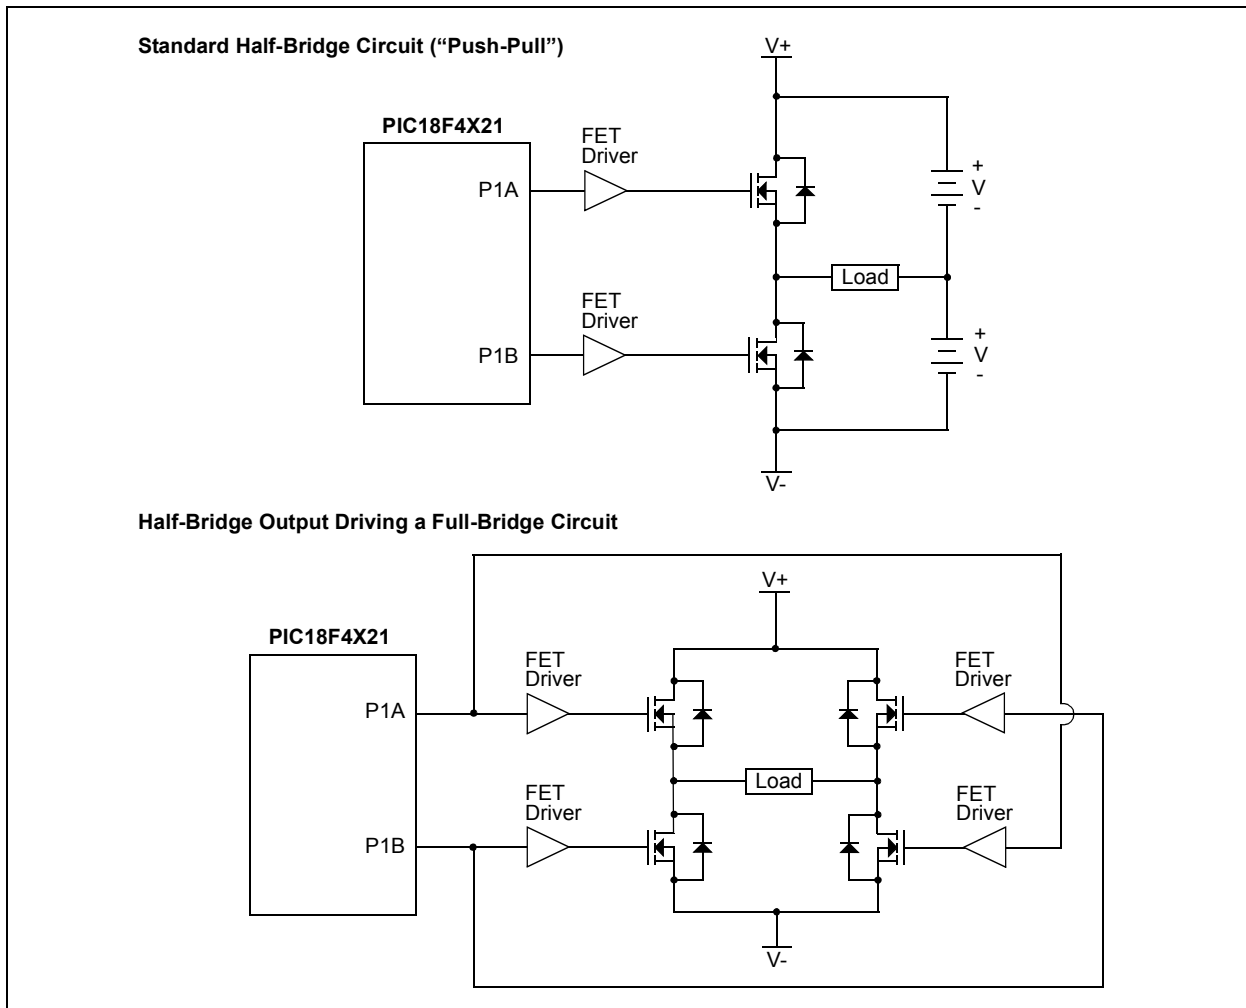 Standard Half-Bridge Circuit (“Push-Pull”)
V+
PIC18F4X21
FET
Driver
P1A
+
V
-
Load
FET
Driver
P1B
+
V
-
V-
Half-Bridge Output Driving a Full-Bridge Circuit
V+
PIC18F4X21
FET
Driver
FET
Driver
P1A
Load
FET
Driver
FET
Driver
P1B
V-